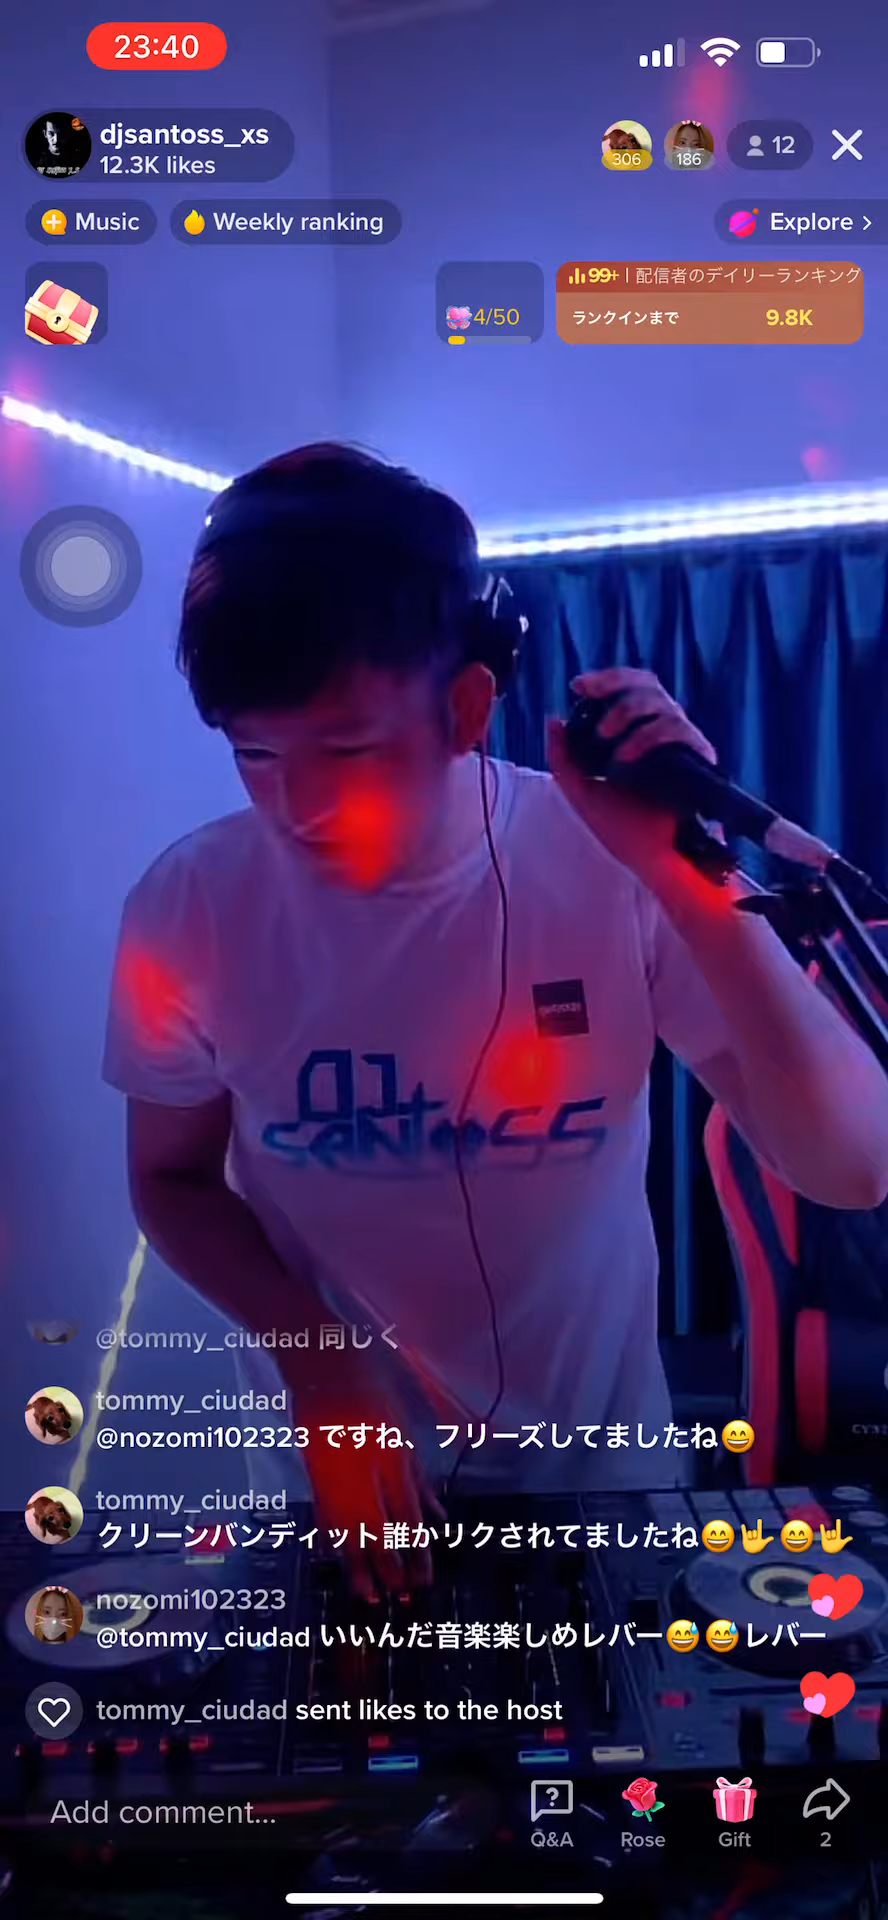 23:40
djsantoss_xs
12.3K likes
306
186
12
Music
Weekly ranking
Explore >
4/50
99+ | 配信者のデイリーランキング
ランクインまで 9.8K
DJ
SANTOSS
@tommy_ciudad 同じく
tommy_ciudad
@nozomi102323 ですね、フリーズしてましたね😄
tommy_ciudad
クリーンバンディット誰かリクされてましたね😄🤟😄🤟
nozomi102323
@tommy_ciudad いいんだ音楽楽しめレバー😅😅レバー
tommy_ciudad sent likes to the host
Add comment...
Q&A
Rose
Gift
2